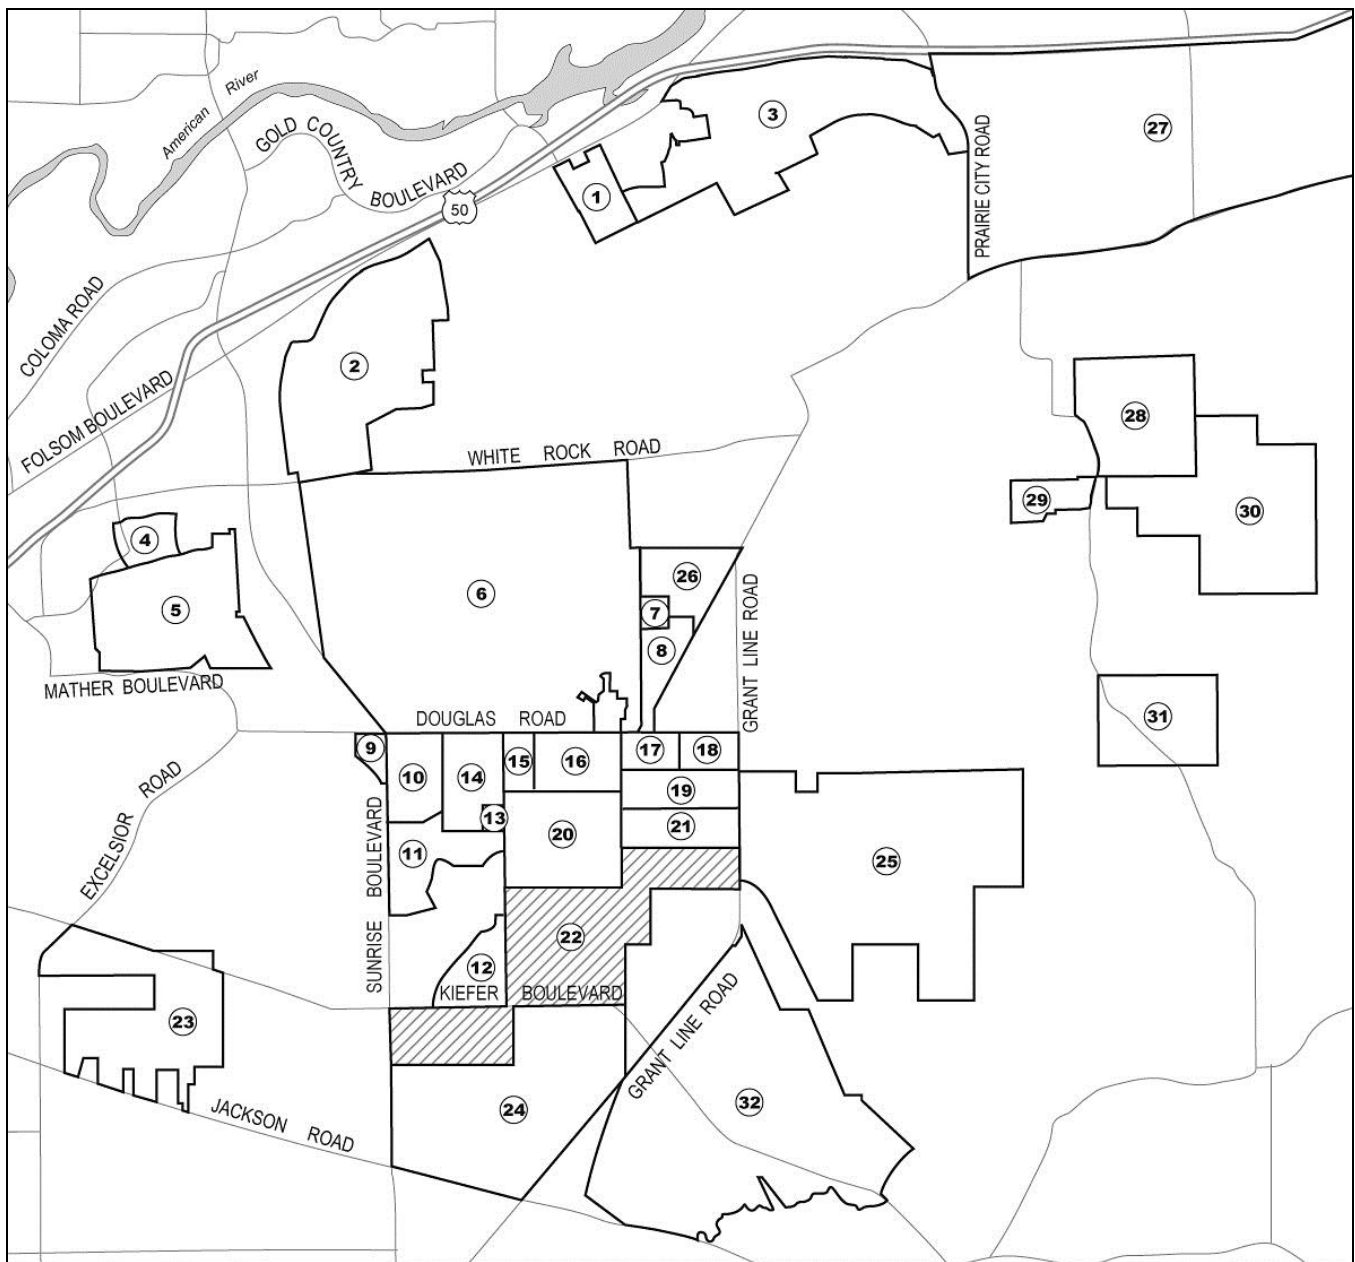 American River
GOLD COUNTRY BOULEVARD
50
3
27
1
PRAIRIE CITY ROAD
COLOMA ROAD
2
FOLSOM BOULEVARD
28
WHITE ROCK ROAD
29
30
4
5
6
26
7
8
GRANT LINE ROAD
MATHER BOULEVARD
DOUGLAS ROAD
31
9
10
14
15
16
17
18
19
13
20
21
EXCELSIOR ROAD
SUNRISE BOULEVARD
11
25
22
12
KIEFER BOULEVARD
23
GRANT LINE ROAD
24
32
JACKSON ROAD